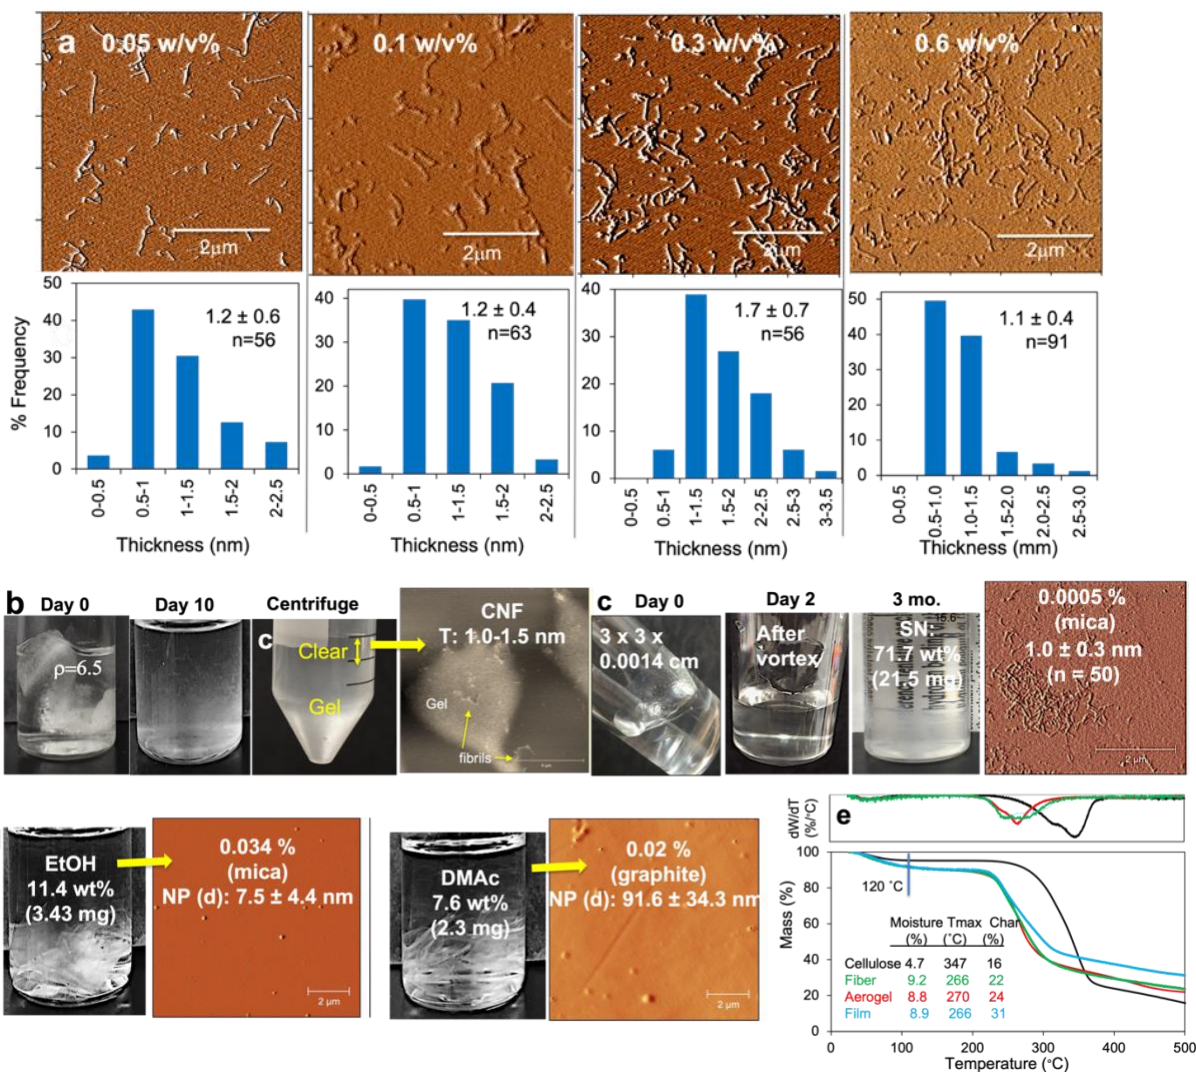 a
0.05 w/v%
0.1 w/v%
0.3 w/v%
0.6 w/v%
2μm
2μm
2μm
2μm
% Frequency
50
40
30
20
10
0
1.2 ± 0.6
n=56
0-0.5
0.5-1
1-1.5
1.5-2
2-2.5
Thickness (nm)
40
30
20
10
0
1.2 ± 0.4
n=63
0-0.5
0.5-1
1-1.5
1.5-2
2-2.5
Thickness (nm)
40
30
20
10
0
1.7 ± 0.7
n=56
0-0.5
0.5-1
1-1.5
1.5-2
2-2.5
2.5-3
3-3.5
Thickness (nm)
50
40
30
20
10
0
1.1 ± 0.4
n=91
0-0.5
0.5-1.0
1.0-1.5
1.5-2.0
2.0-2.5
2.5-3.0
Thickness (mm)
b
Day 0
Day 10
Centrifuge
ρ=6.5
c
Clear
Gel
CNF
T: 1.0-1.5 nm
Gel
fibrils
c
Day 0
Day 2
3 mo.
3 x 3 x
0.0014 cm
After
vortex
SN:
71.7 wt%
(21.5 mg)
0.0005 %
(mica)
1.0 ± 0.3 nm
(n = 50)
2 μm
EtOH
11.4 wt%
(3.43 mg)
0.034 %
(mica)
NP (d): 7.5 ± 4.4 nm
2 μm
DMAc
7.6 wt%
(2.3 mg)
0.02 %
(graphite)
NP (d): 91.6 ± 34.3 nm
2 μm
e
dW/dT
(%/°C)
Mass (%)
100
80
60
40
20
0
120 ˚C
Moisture Tmax Char
(%) (˚C) (%)
Cellulose 4.7 347 16
Fiber 9.2 266 22
Aerogel 8.8 270 24
Film 8.9 266 31
0 100 200 300 400 500
Temperature (°C)